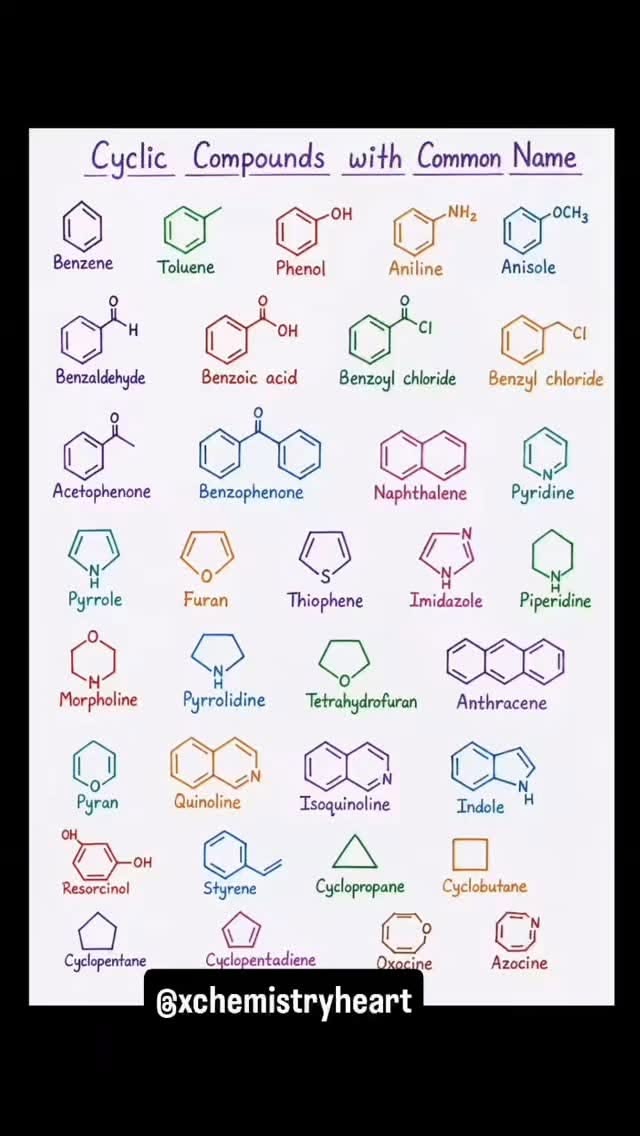 Cyclic Compounds with Common Name
OH
NH₂
OCH₃
Benzene
Toluene
Phenol
Aniline
Anisole
O
H
O
OH
O
Cl
Cl
Benzaldehyde
Benzoic acid
Benzoyl chloride
Benzyl chloride
O
O
N
Acetophenone
Benzophenone
Naphthalene
Pyridine
N
H
O
S
N
N
H
N
H
Pyrrole
Furan
Thiophene
Imidazole
Piperidine
O
H
N
H
O
Morpholine
Pyrrolidine
Tetrahydrofuran
Anthracene
O
N
N
N
H
Pyran
Quinoline
Isoquinoline
Indole
OH
OH
Resorcinol
Styrene
Cyclopropane
Cyclobutane
O
N
Cyclopentane
Cyclopentadiene
Oxocine
Azocine
@xchemistryheart